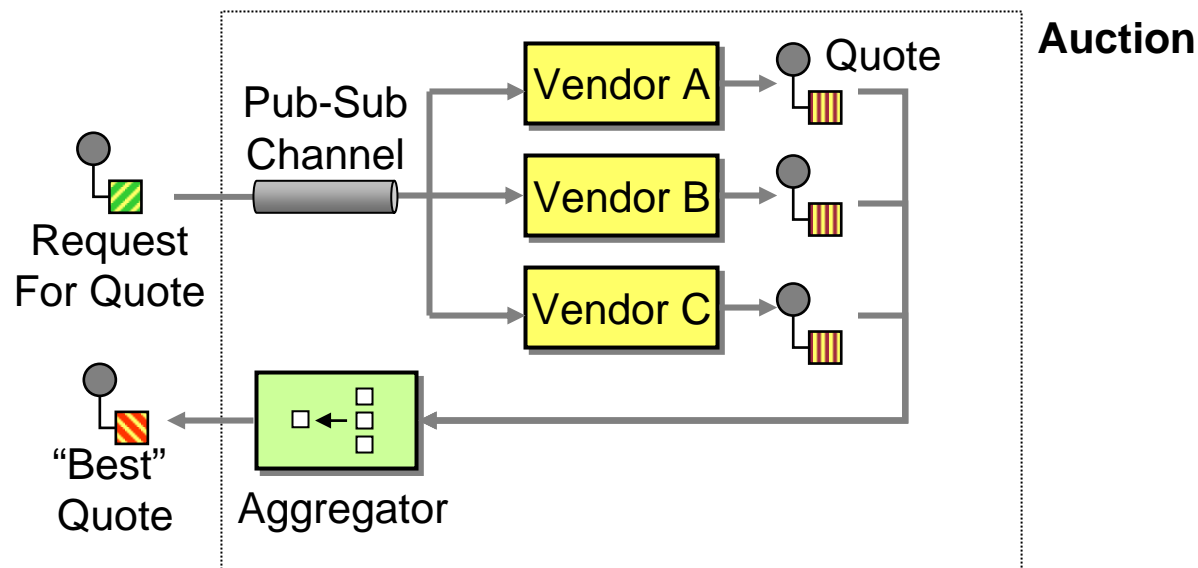 Auction
Pub-Sub
Channel
Vendor A
Quote
Vendor B
Vendor C
Request
For Quote
“Best”
Quote
Aggregator